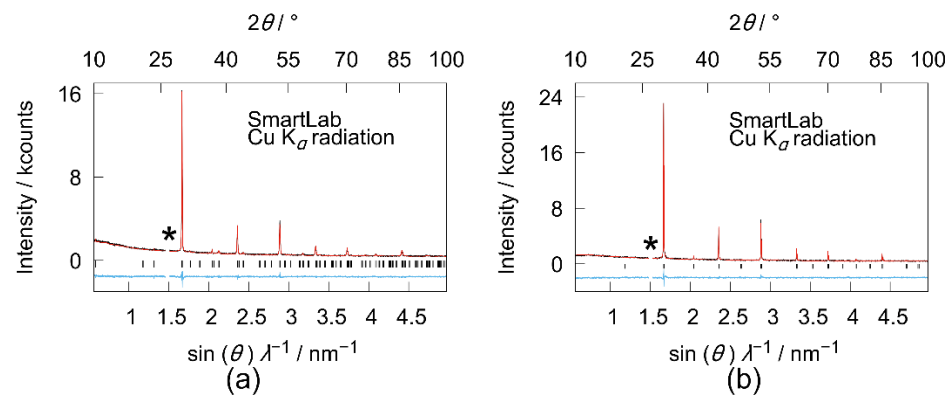 2θ / °
10 25 40 55 70 85 100
16
8
0
Intensity / kcounts
SmartLab
Cu Kα radiation
*
1 1.5 2 2.5 3 3.5 4 4.5
sin (θ) λ⁻¹ / nm⁻¹
(a)
2θ / °
10 25 40 55 70 85 100
24
16
8
0
Intensity / kcounts
SmartLab
Cu Kα radiation
*
1 1.5 2 2.5 3 3.5 4 4.5
sin (θ) λ⁻¹ / nm⁻¹
(b)